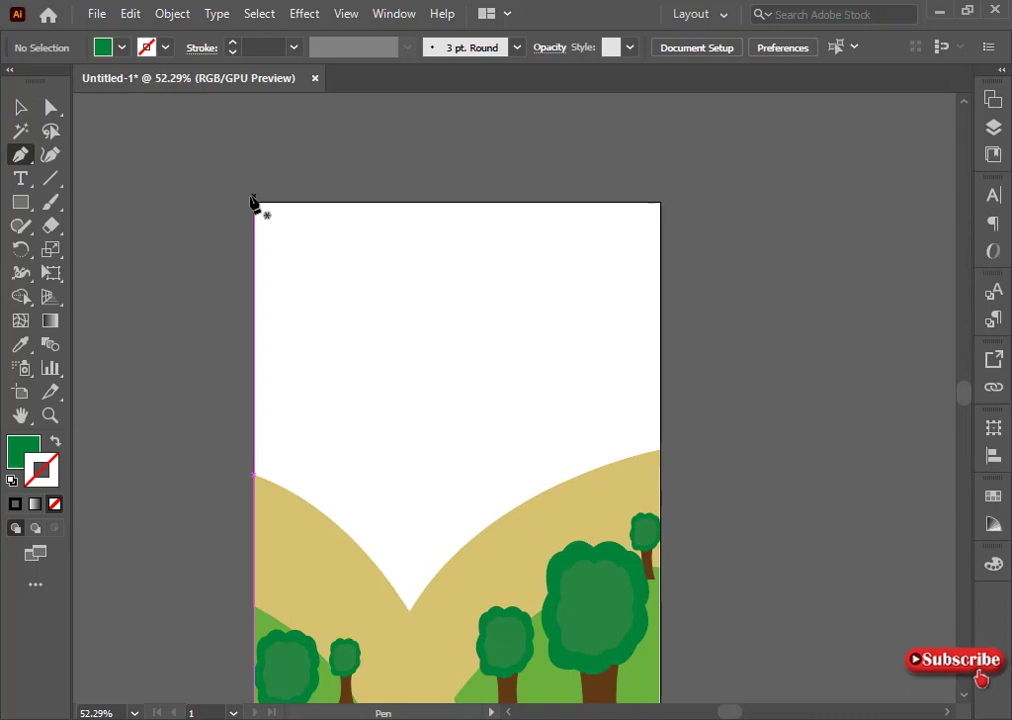 Ai File Edit Object Type Select Effect View Window Help Layout Search Adobe Stock
No Selection Stroke: 3 pt. Round Opacity Style: Document Setup Preferences
Untitled-1* @ 52.29% (RGB/GPU Preview)
Subscribe
52.29% 1 Pen